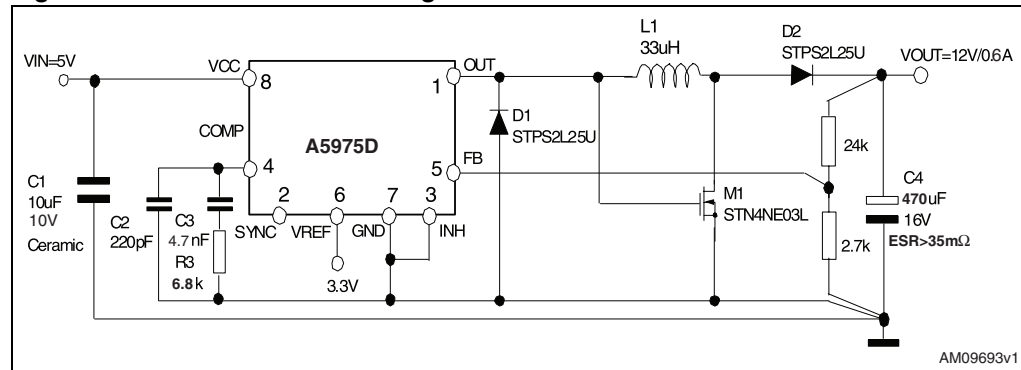 VIN=5V
VCC
8
COMP
4
A5975D
1
OUT
5
FB
2
SYNC
6
VREF
7
GND
3
INH
3.3V
C1
10uF
10V
Ceramic
C2
220pF
C3
4.7nF
R3
6.8k
D1
STPS2L25U
L1
33uH
M1
STN4NE03L
D2
STPS2L25U
VOUT=12V/0.6A
24k
2.7k
C4
470uF
16V
ESR>35mΩ
AM09693v1